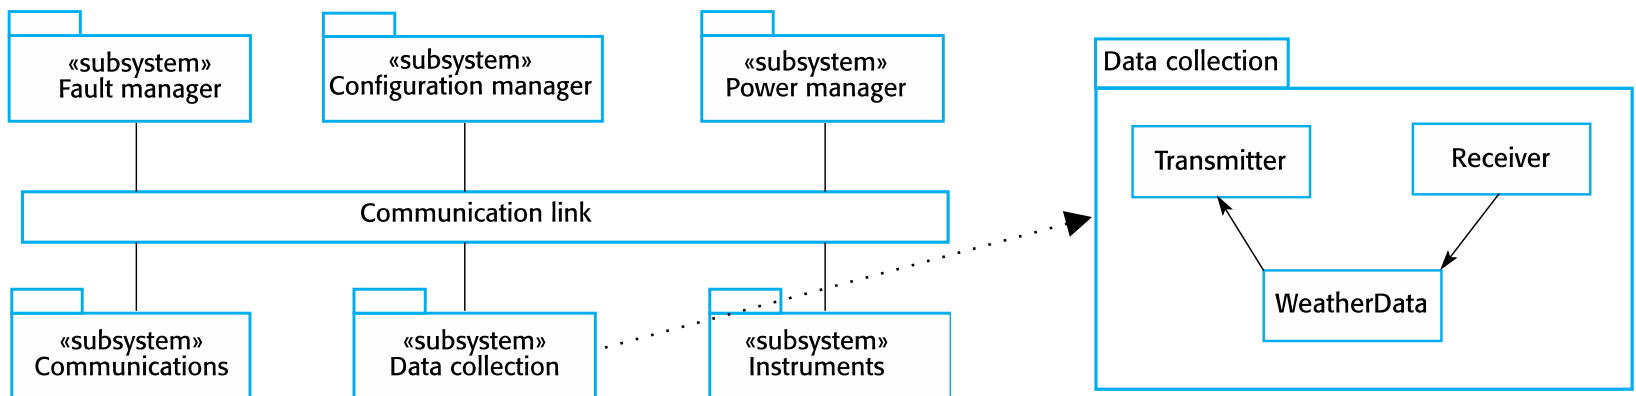 «subsystem»
Fault manager
«subsystem»
Configuration manager
«subsystem»
Power manager
Communication link
«subsystem»
Communications
«subsystem»
Data collection
«subsystem»
Instruments
Data collection
Transmitter
Receiver
WeatherData